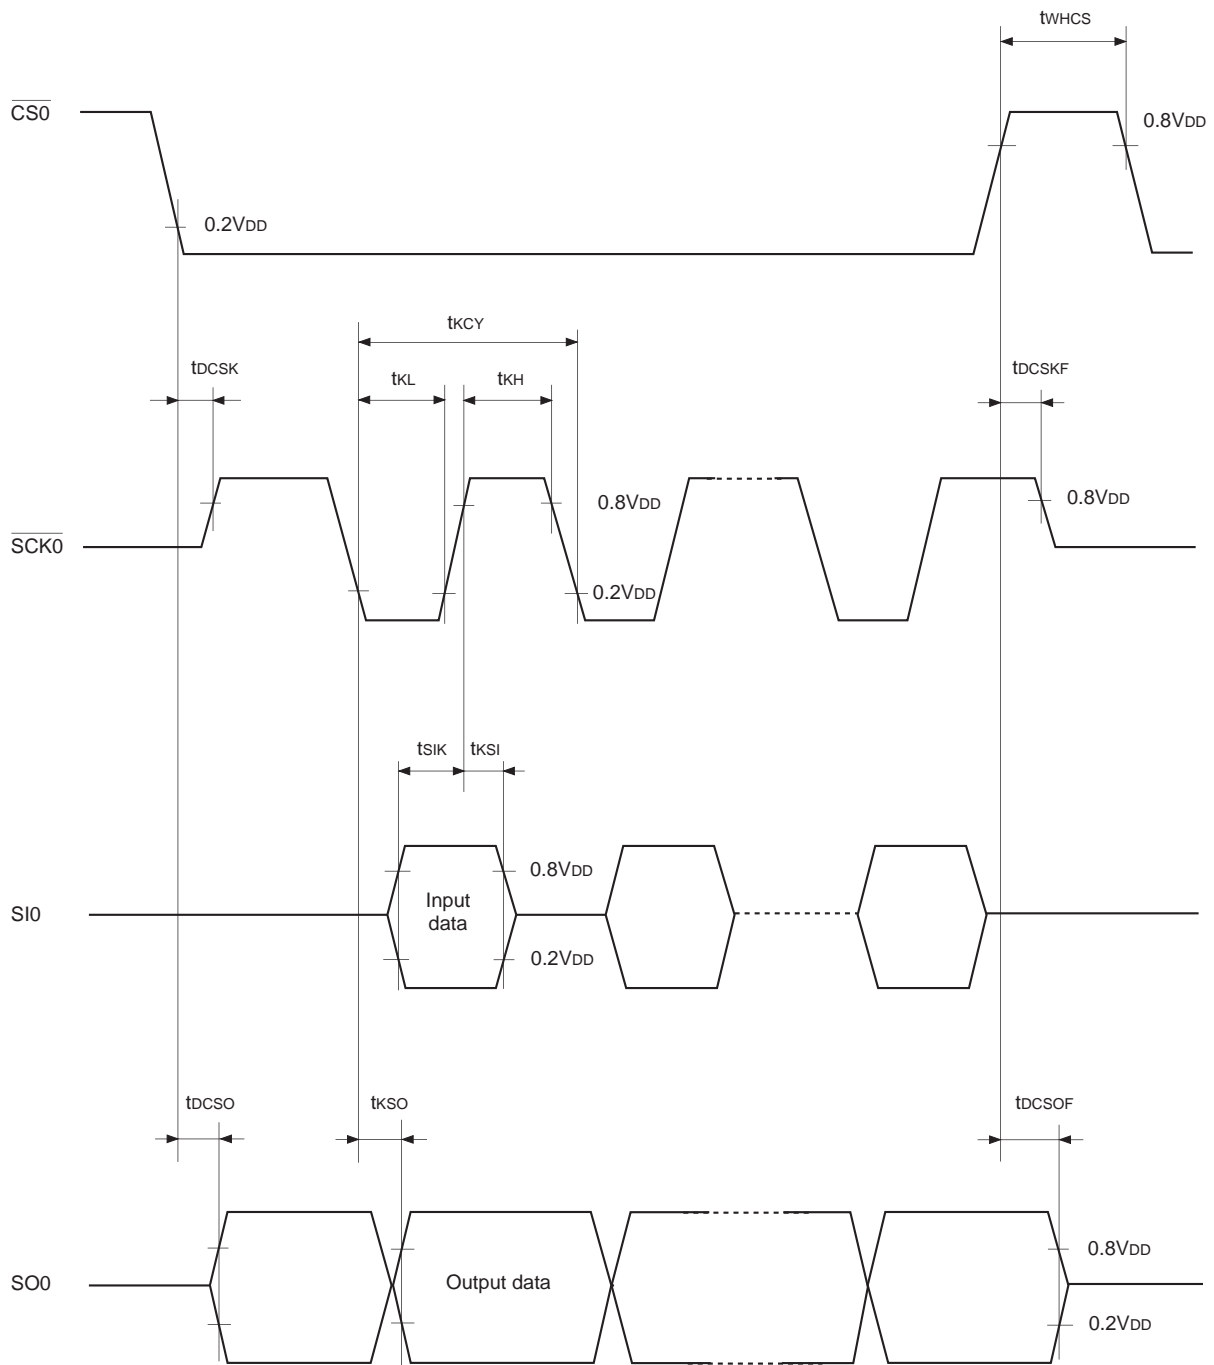 tWHCS
CS0
0.8VDD
0.2VDD
tKCY
tDCSK
tKL
tKH
tDCSKF
0.8VDD
0.8VDD
SCK0
0.2VDD
tSIK
tKSI
0.8VDD
SI0
Input
data
0.2VDD
tDCSO
tKSO
tDCSOF
0.8VDD
SO0
Output data
0.2VDD